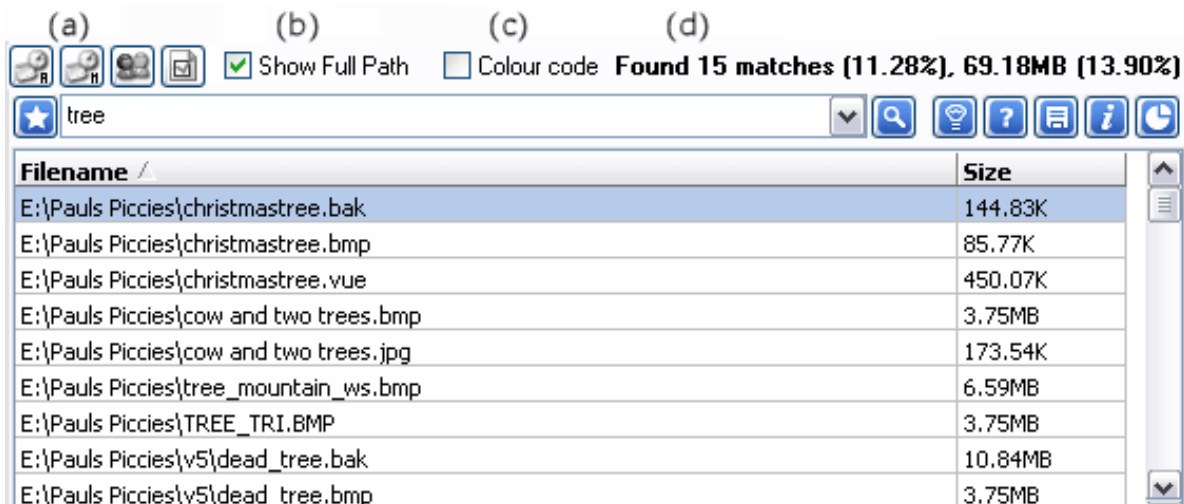 (a) (b) (c) (d)
Show Full Path Colour code Found 15 matches (11.28%), 69.18MB (13.90%)
tree
Filename Size
E:\Pauls Piccies\christmastree.bak 144.83K
E:\Pauls Piccies\christmastree.bmp 85.77K
E:\Pauls Piccies\christmastree.vue 450.07K
E:\Pauls Piccies\cow and two trees.bmp 3.75MB
E:\Pauls Piccies\cow and two trees.jpg 173.54K
E:\Pauls Piccies\tree_mountain_ws.bmp 6.59MB
E:\Pauls Piccies\TREE_TRI.BMP 3.75MB
E:\Pauls Piccies\v5\dead_tree.bak 10.84MB
E:\Pauls Piccies\v5\dead_tree.bmp 3.75MB